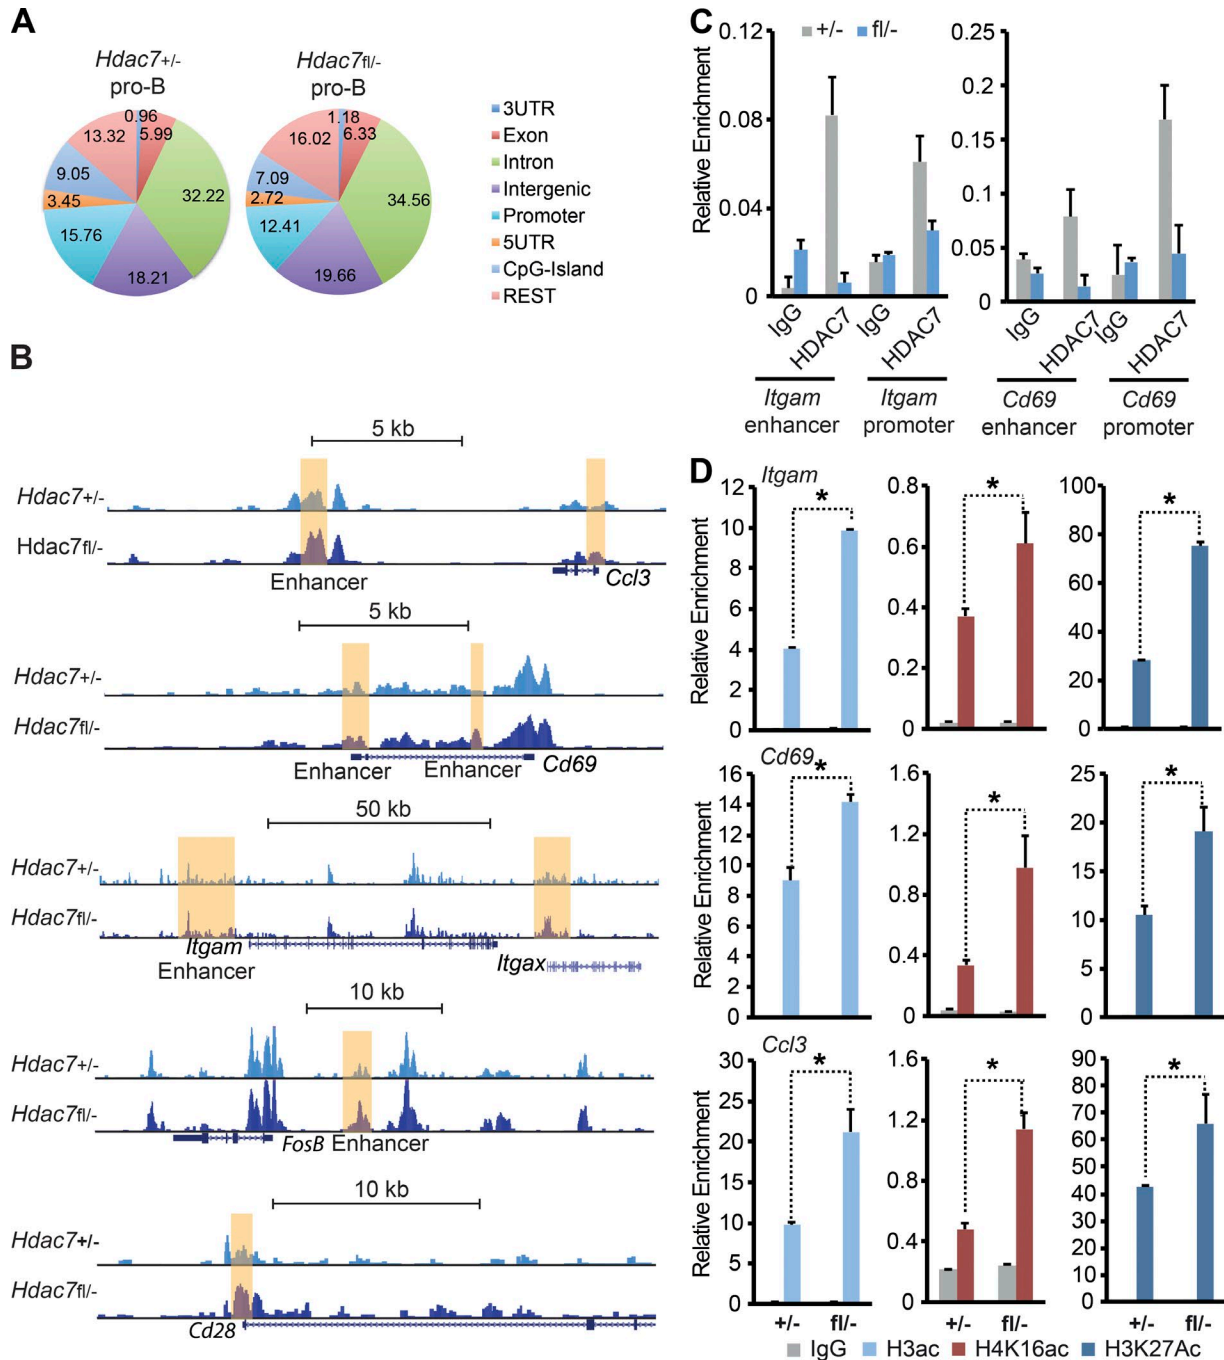 A
Hdac7+/-
pro-B
Hdac7fl/-
pro-B
0.96
5.99
32.22
18.21
15.76
3.45
9.05
13.32
1.18
6.33
34.56
19.66
12.41
2.72
7.09
16.02
3UTR
Exon
Intron
Intergenic
Promoter
5UTR
CpG-Island
REST
B
5 kb
Hdac7+/-
Hdac7fl/-
Enhancer
Ccl3
5 kb
Hdac7+/-
Hdac7fl/-
Enhancer Enhancer
Cd69
50 kb
Hdac7+/-
Hdac7fl/-
Itgam
Enhancer
Itgax
10 kb
Hdac7+/-
Hdac7fl/-
FosB Enhancer
10 kb
Hdac7+/-
Hdac7fl/-
Cd28
C
+/- fl/-
Relative Enrichment
0.12
0.08
0.04
0
IgG HDAC7 IgG HDAC7
Itgam
enhancer
Itgam
promoter
0.25
0.2
0.15
0.1
0.05
0
IgG HDAC7 IgG HDAC7
Cd69
enhancer
Cd69
promoter
D
Itgam
Relative Enrichment
12
10
8
6
4
2
0
*
0.8
0.6
0.4
0.2
0
*
100
80
60
40
20
0
*
Cd69
Relative Enrichment
16
14
12
10
8
6
4
2
0
*
1.6
1.2
0.8
0.4
0
*
25
20
15
10
5
0
*
Ccl3
Relative Enrichment
30
25
20
15
10
5
0
*
+/- fl/-
1.6
1.2
0.8
0.4
0
*
+/- fl/-
90
80
70
60
50
40
30
20
10
0
*
+/- fl/-
IgG H3ac H4K16ac H3K27Ac